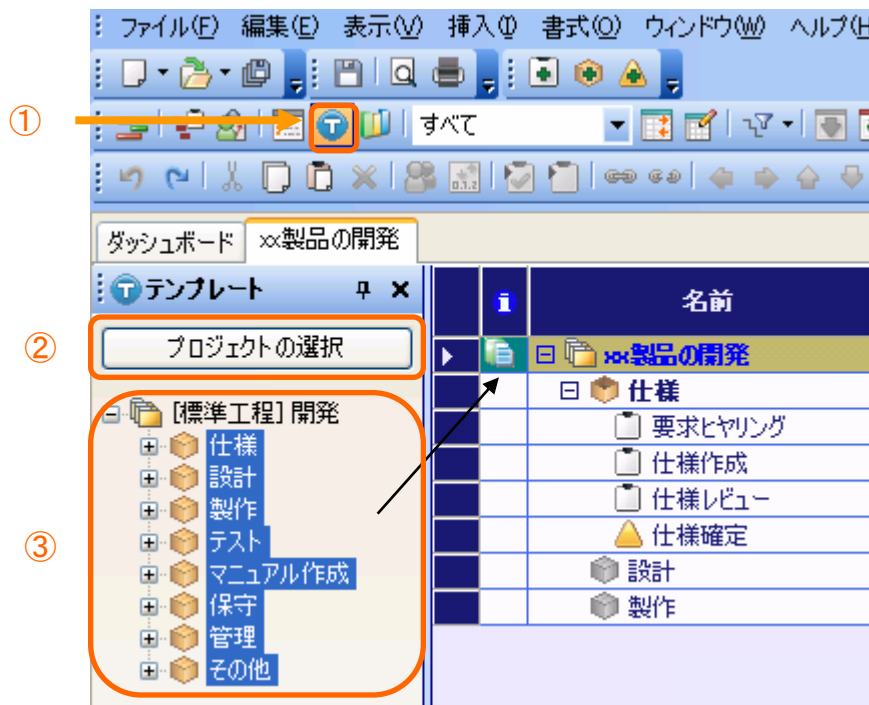 ファイル(F) 編集(E) 表示(V) 挿入(I) 書式(O) ウィンドウ(W) ヘルプ(H
①
すべて
ダッシュボード xx製品の開発
テンプレート
名前
②
プロジェクトの選択
xx製品の開発
[標準工程] 開発
仕様
仕様
要求ヒヤリング
設計
仕様作成
製作
仕様レビュー
③
テスト
仕様確定
マニュアル作成
設計
保守
製作
管理
その他